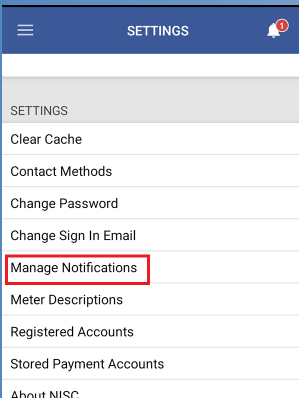 SETTINGS
1
SETTINGS
Clear Cache
Contact Methods
Change Password
Change Sign In Email
Manage Notifications
Meter Descriptions
Registered Accounts
Stored Payment Accounts
About NISC